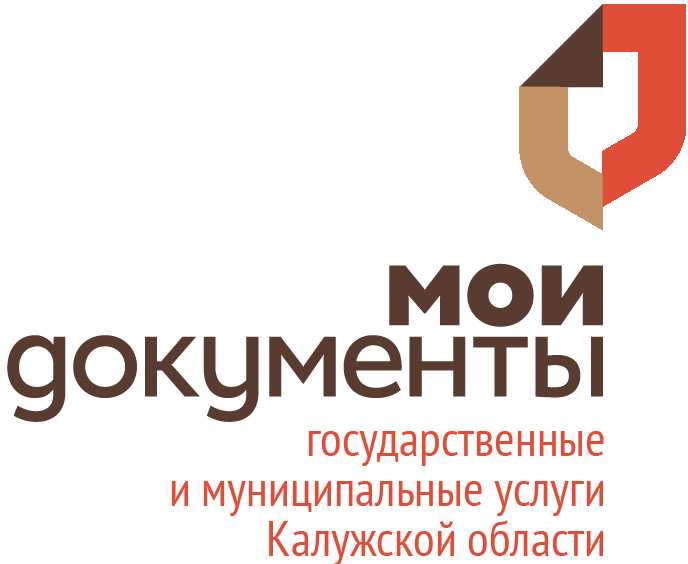 мои
документы
государственные
и муниципальные услуги
Калужской области